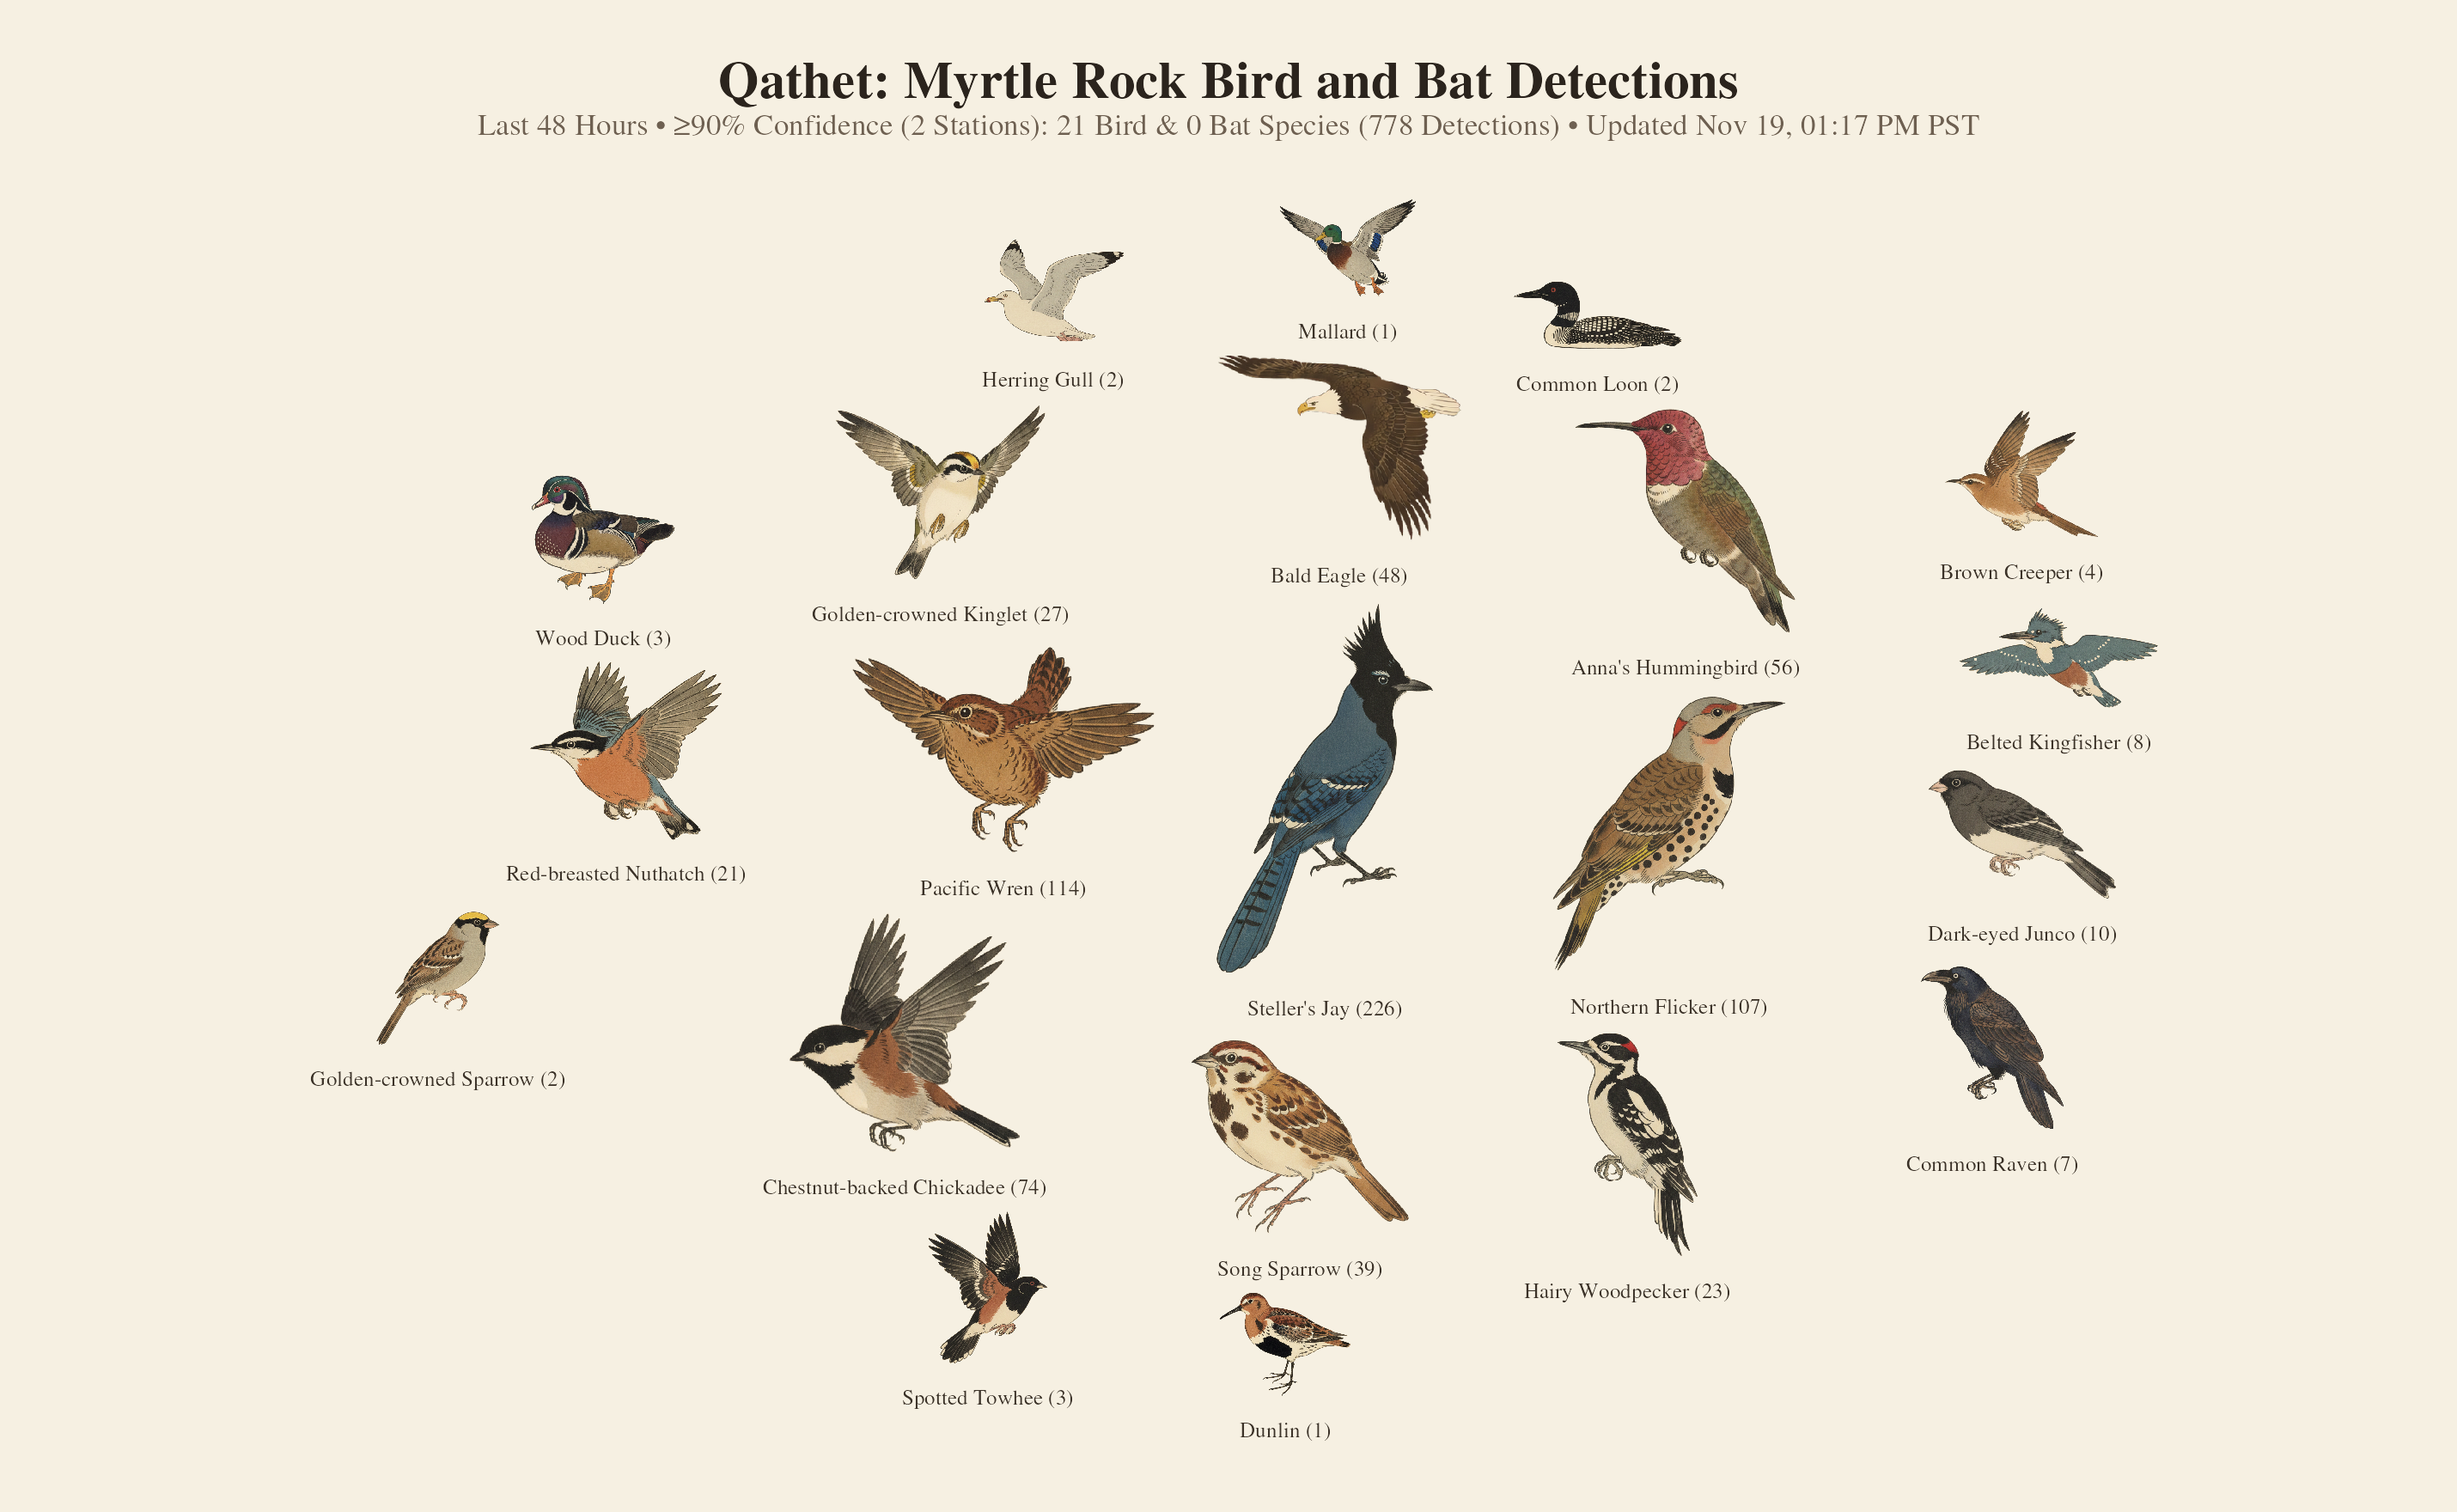 Qathet: Myrtle Rock Bird and Bat Detections
Last 48 Hours • ≥90% Confidence (2 Stations): 21 Bird & 0 Bat Species (778 Detections) • Updated Nov 19, 01:17 PM PST
Mallard (1)
Herring Gull (2)
Common Loon (2)
Brown Creeper (4)
Bald Eagle (48)
Golden-crowned Kinglet (27)
Wood Duck (3)
Anna's Hummingbird (56)
Belted Kingfisher (8)
Red-breasted Nuthatch (21)
Pacific Wren (114)
Dark-eyed Junco (10)
Steller's Jay (226)
Northern Flicker (107)
Golden-crowned Sparrow (2)
Common Raven (7)
Chestnut-backed Chickadee (74)
Song Sparrow (39)
Hairy Woodpecker (23)
Spotted Towhee (3)
Dunlin (1)